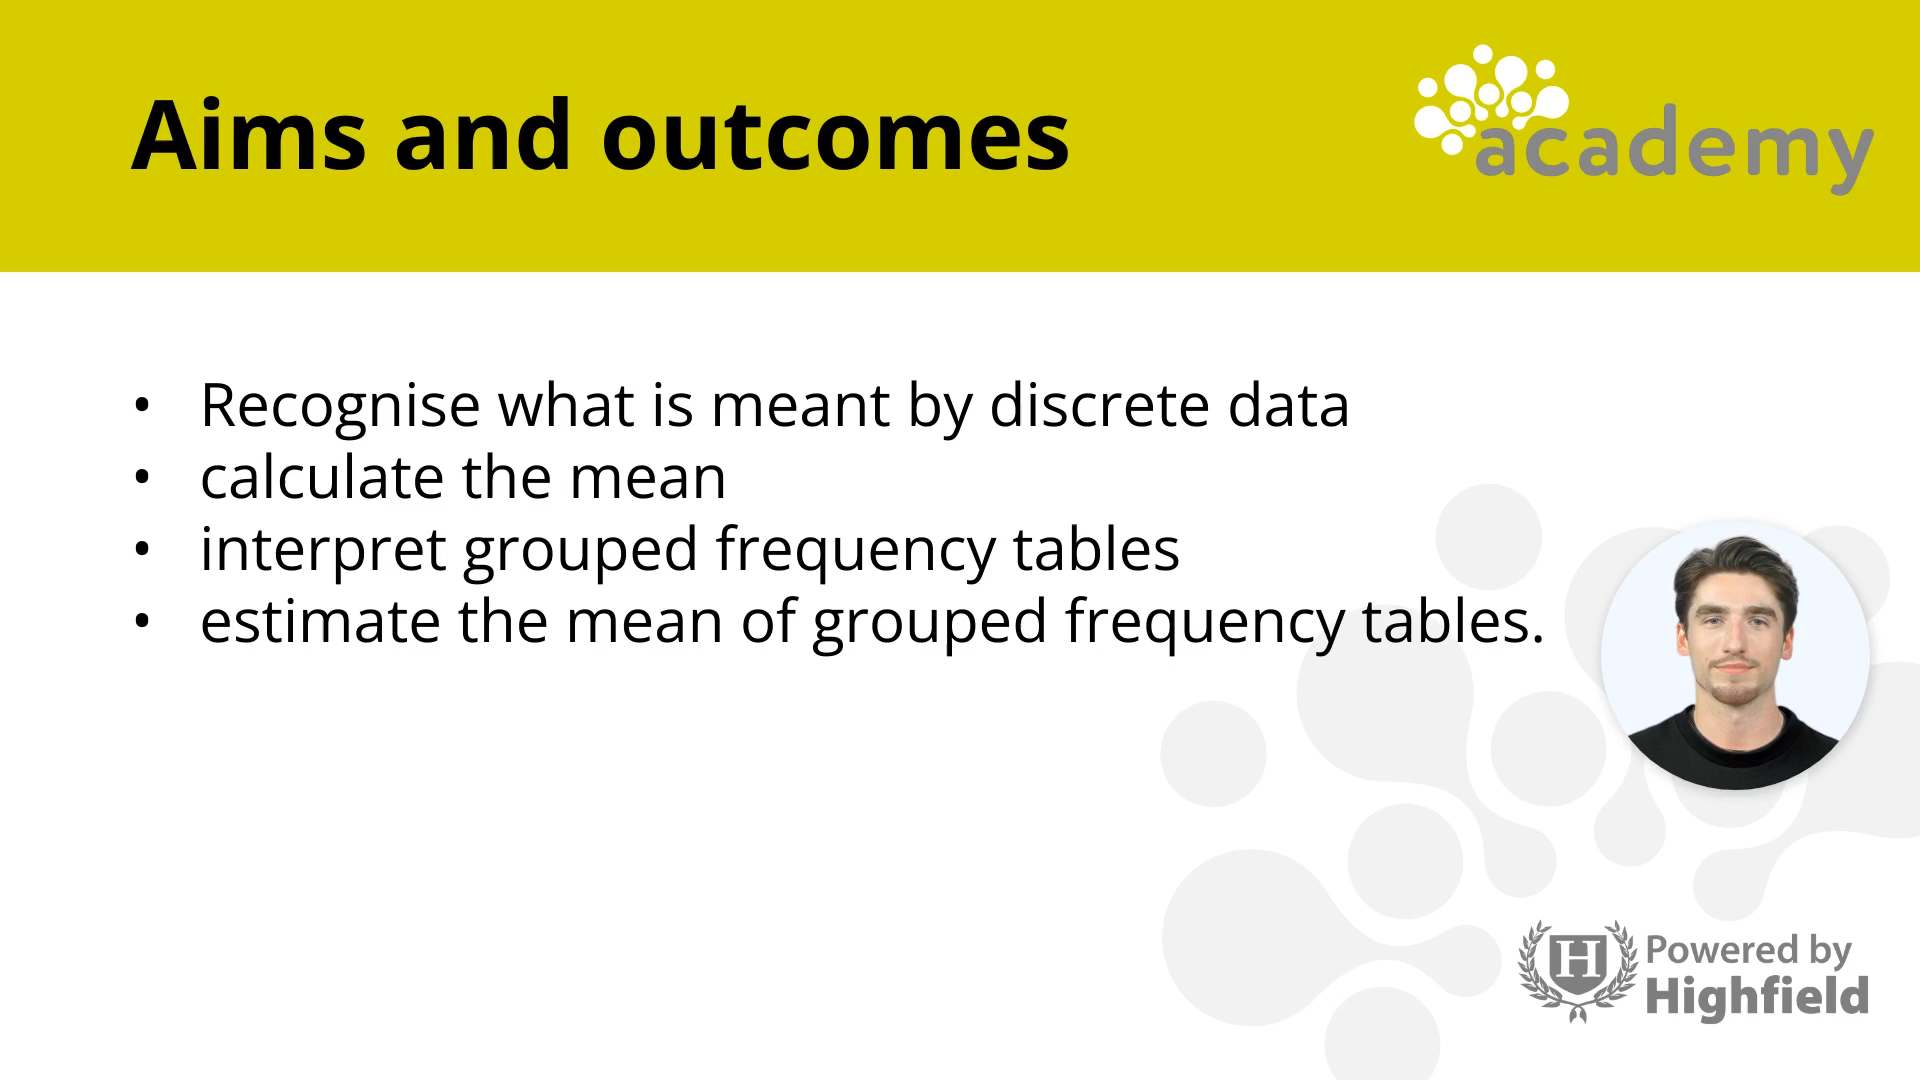 Aims and outcomes
academy
• Recognise what is meant by discrete data
• calculate the mean
• interpret grouped frequency tables
• estimate the mean of grouped frequency tables.
H
Powered by
Highfield